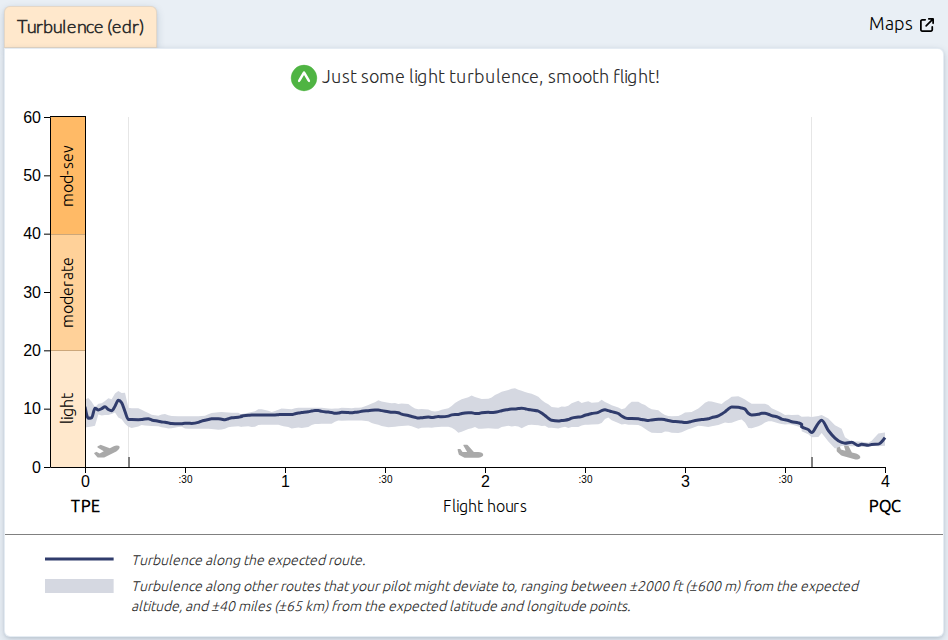 Turbulence (edr)
Maps
Just some light turbulence, smooth flight!
60
50
40
30
20
10
0
mod-sev
moderate
light
0
:30
1
:30
2
:30
3
:30
4
TPE
Flight hours
PQC
Turbulence along the expected route.
Turbulence along other routes that your pilot might deviate to, ranging between ±2000 ft (±600 m) from the expected
altitude, and ±40 miles (±65 km) from the expected latitude and longitude points.